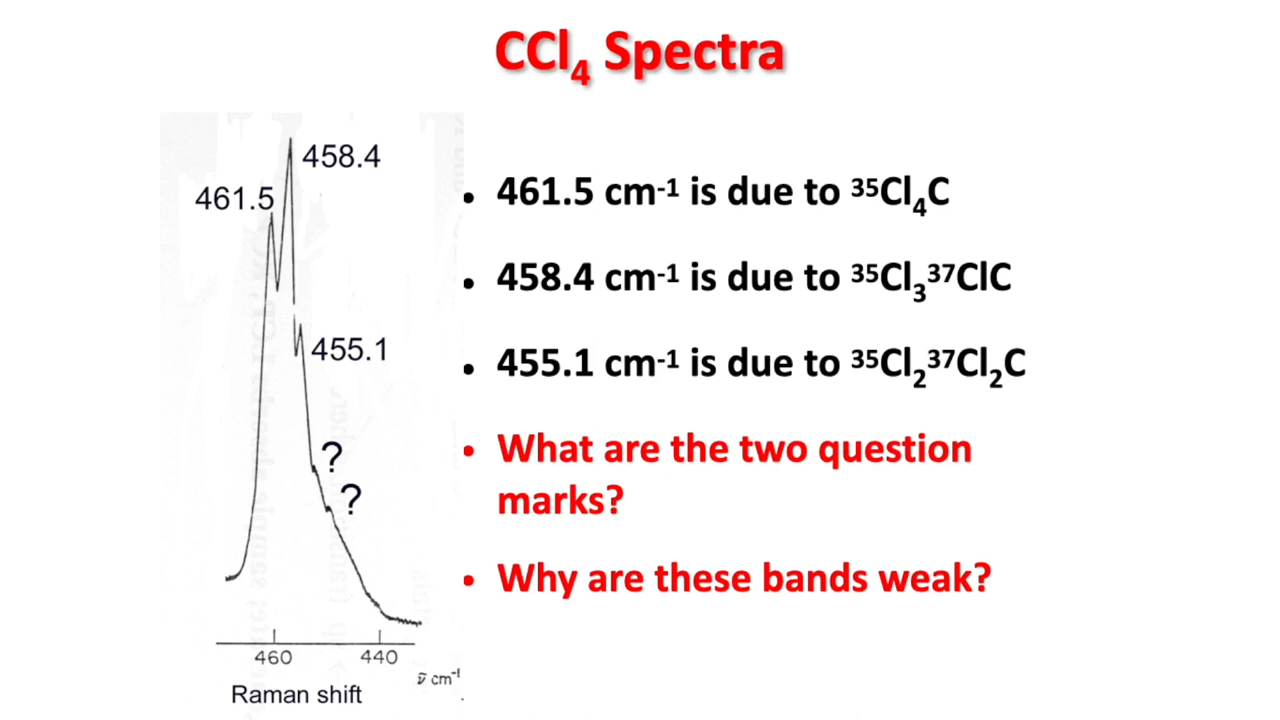 CCl₄ Spectra
458.4
461.5
455.1
?
?
460 440
ν̃ cm⁻¹
Raman shift
• 461.5 cm⁻¹ is due to ³⁵Cl₄C
• 458.4 cm⁻¹ is due to ³⁵Cl₃³⁷ClC
• 455.1 cm⁻¹ is due to ³⁵Cl₂³⁷Cl₂C
• What are the two question
marks?
• Why are these bands weak?